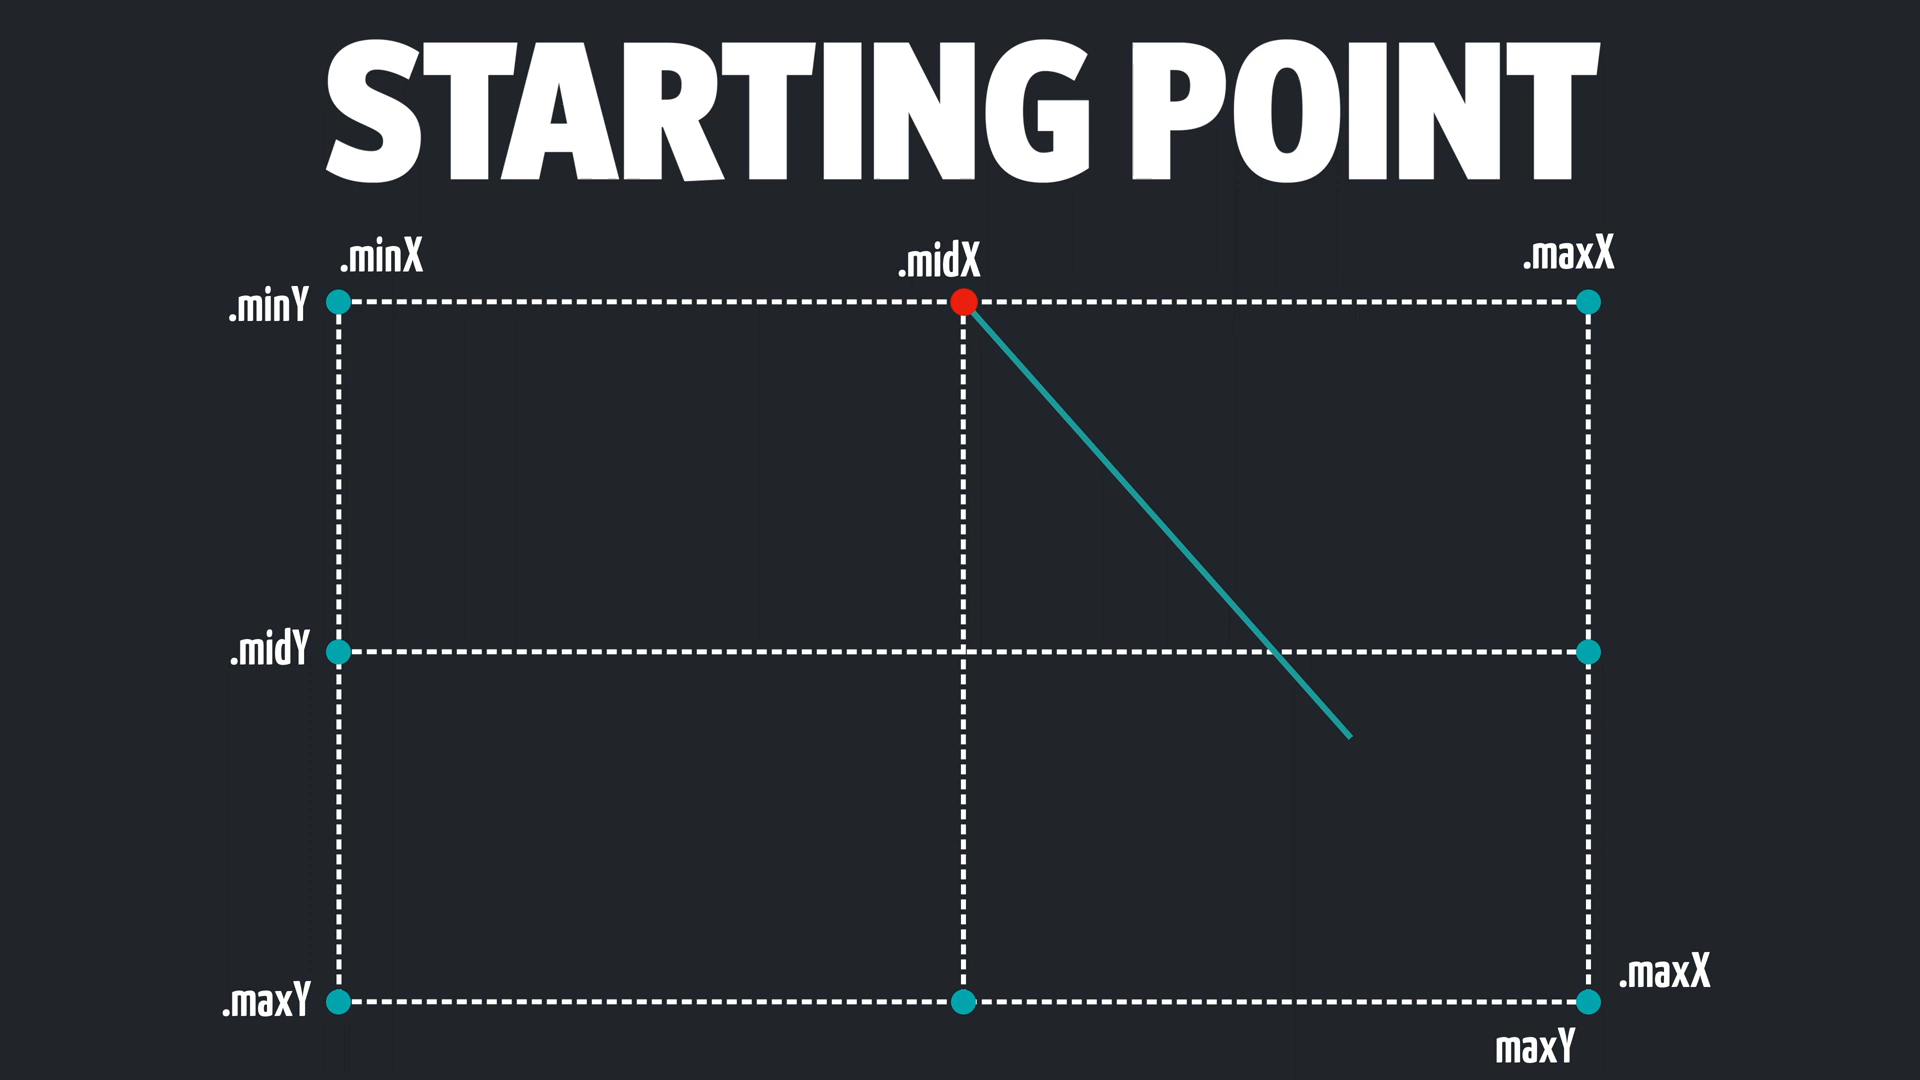 STARTING POINT
.minX
.midX
.maxX
.minY
.midY
.maxX
.maxY
maxY